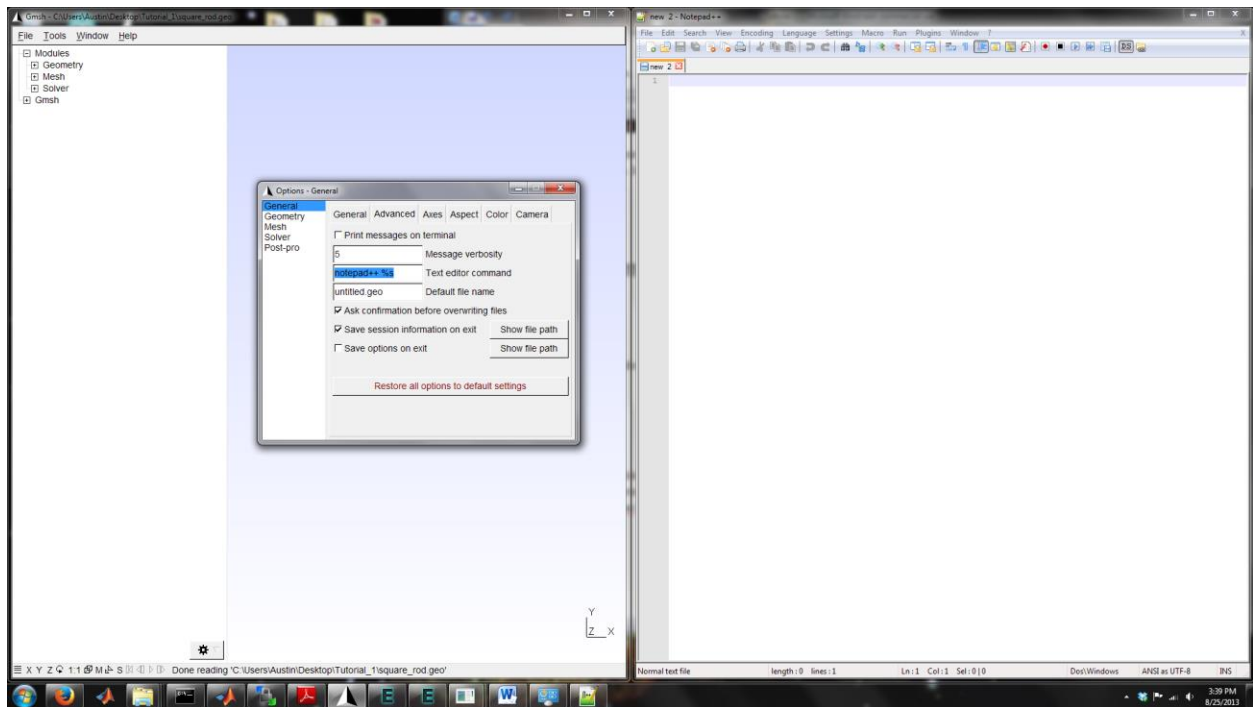 Gmsh - C:\Users\Austin\Desktop\Tutorial_1\square_rod.geo
File Tools Window Help
Modules
Geometry
Mesh
Solver
Gmsh
Options - General
General
Geometry
Mesh
Solver
Post-pro
General Advanced Axes Aspect Color Camera
Print messages on terminal
5 Message verbosity
notepad++ %s Text editor command
untitled.geo Default file name
Ask confirmation before overwriting files
Save session information on exit Show file path
Save options on exit Show file path
Restore all options to default settings
Y
Z X
X Y Z 1:1 M S Done reading 'C:\Users\Austin\Desktop\Tutorial_1\square_rod.geo'
new 2 - Notepad++
File Edit Search View Encoding Language Settings Macro Run Plugins Window ? X
new 2
1
Normal text file length : 0 lines : 1 Ln : 1 Col : 1 Sel : 0 | 0 Dos\Windows ANSI as UTF-8 INS
3:39 PM
8/25/2013